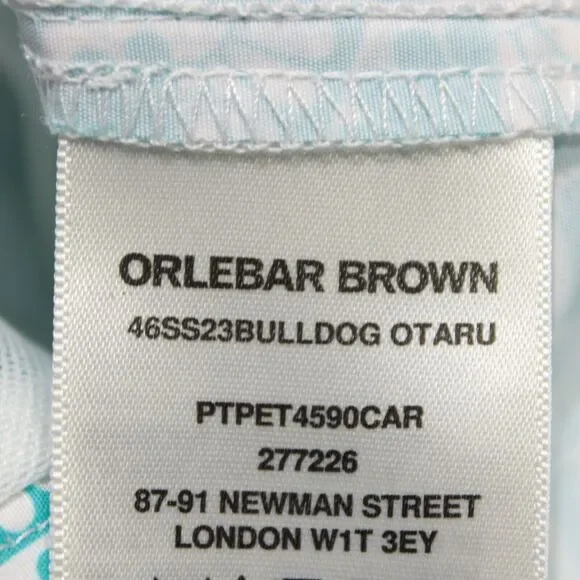 ORLEBAR BROWN
46SS23BULLDOG OTARU
PTPET4590CAR
277226
87-91 NEWMAN STREET
LONDON W1T 3EY